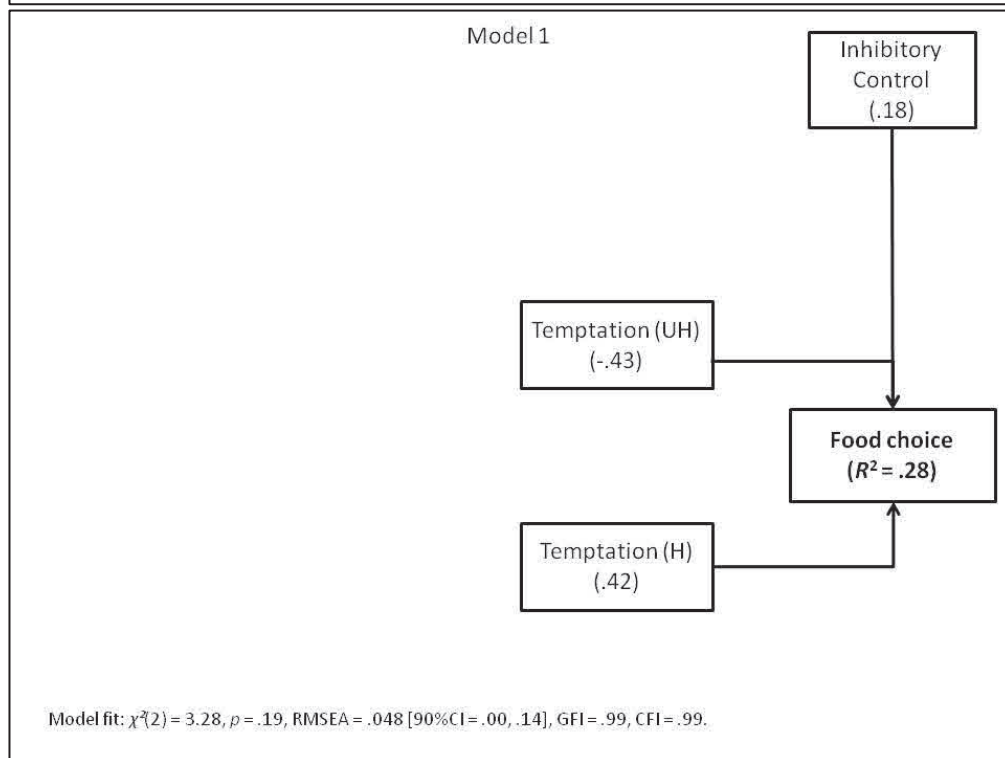 Model 1
Inhibitory
Control
(.18)
Temptation (UH)
(-.43)
Food choice
(R² = .28)
Temptation (H)
(.42)
Model fit: χ²(2) = 3.28, p = .19, RMSEA = .048 [90%CI = .00, .14], GFI = .99, CFI = .99.